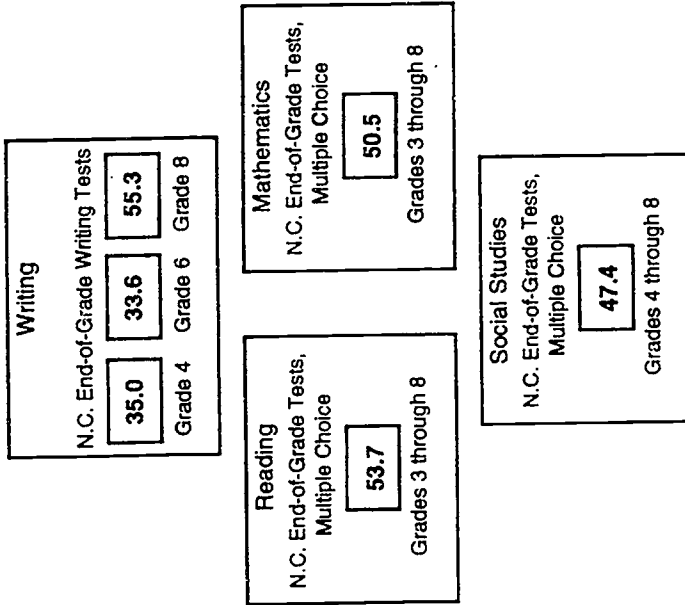 Writing
N.C. End-of-Grade Writing Tests
35.0 33.6 55.3
Grade 4 Grade 6 Grade 8
Reading
N.C. End-of-Grade Tests,
Multiple Choice
53.7
Grades 3 through 8
Mathematics
N.C. End-of-Grade Tests,
Multiple Choice
50.5
Grades 3 through 8
Social Studies
N.C. End-of-Grade Tests,
Multiple Choice
47.4
Grades 4 through 8